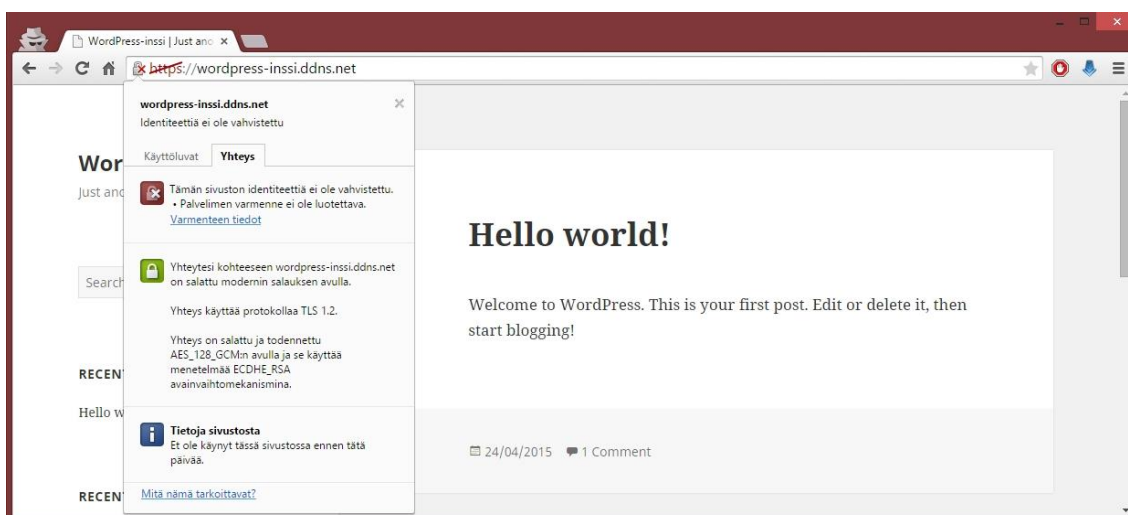 WordPress-inssi | Just ano
https://wordpress-inssi.ddns.net
wordpress-inssi.ddns.net
Identiteettiä ei ole vahvistettu
Käyttöluvat Yhteys
Tämän sivuston identiteettiä ei ole vahvistettu.
• Palvelimen varmenne ei ole luotettava.
Varmenteen tiedot
Yhteytesi kohteeseen wordpress-inssi.ddns.net
on salattu modernin salauksen avulla.
Yhteys käyttää protokollaa TLS 1.2.
Yhteys on salattu ja todennettu
AES_128_GCM:n avulla ja se käyttää
menetelmää ECDHE_RSA
avainvaihtomekanismina.
Tietoja sivustosta
Et ole käynyt tässä sivustossa ennen tätä
päivää.
Mitä nämä tarkoittavat?
Wor
Just ano
Search
RECEN
Hello w
RECEN
Hello world!
Welcome to WordPress. This is your first post. Edit or delete it, then
start blogging!
24/04/2015 1 Comment